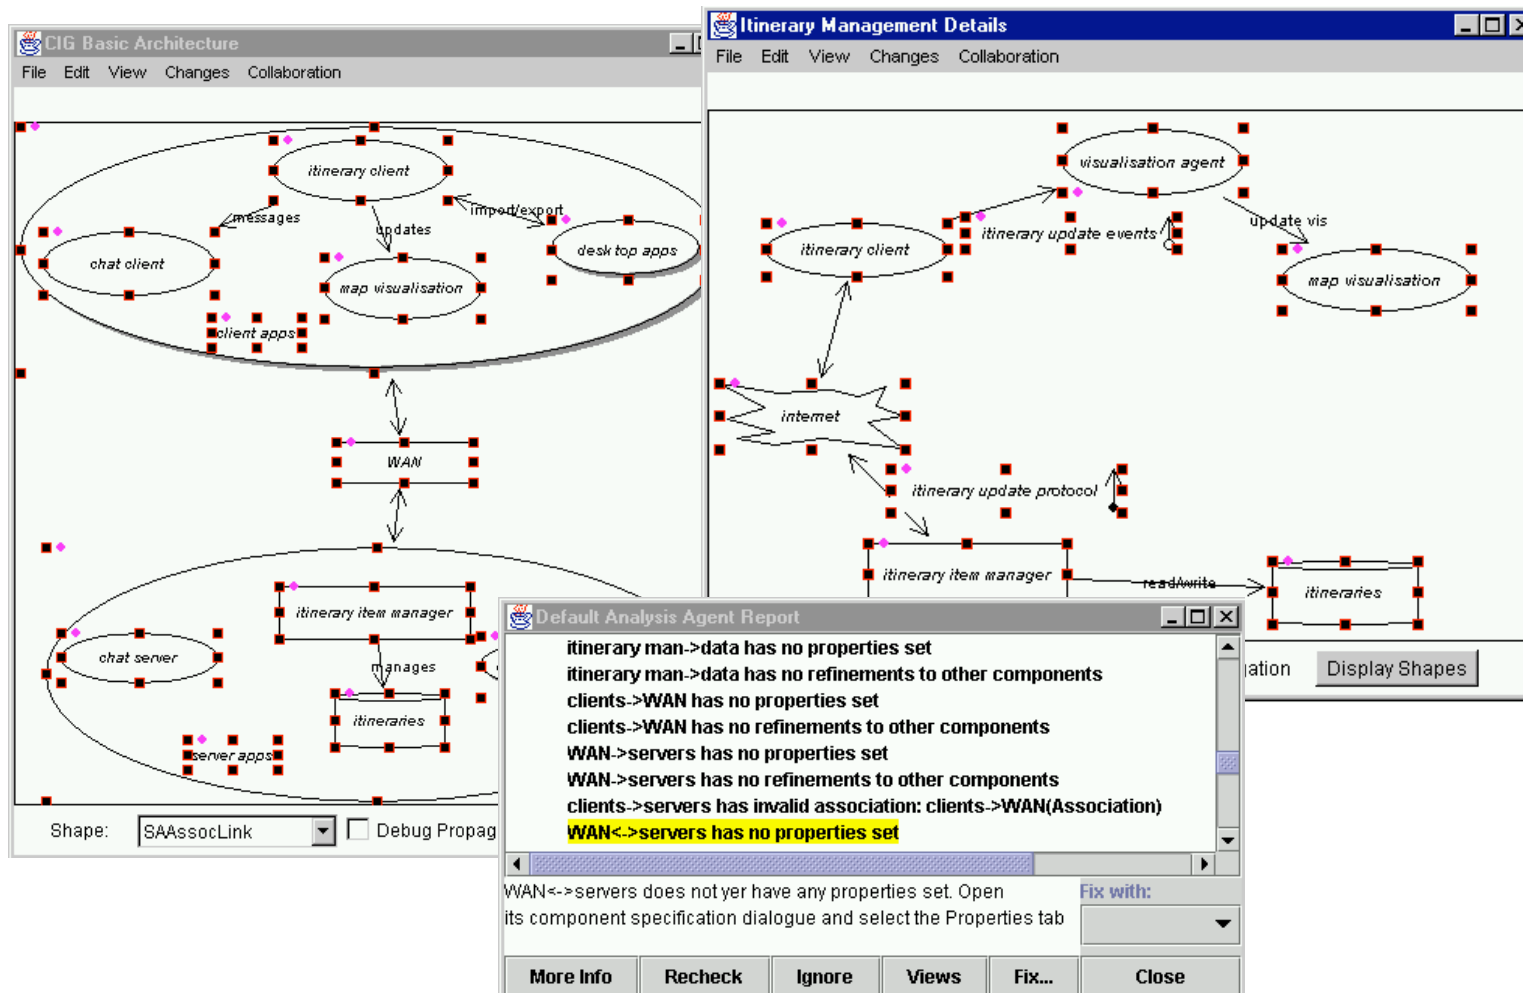 CIG Basic Architecture
File Edit View Changes Collaboration
itinerary client
messages
import/export
updates
chat client
desktop apps
map visualisation
client apps
WAN
itinerary item manager
chat server
manages
itineraries
server apps
Shape: SAAssocLink Debug Propag
Itinerary Management Details
File Edit View Changes Collaboration
visualisation agent
update vis
itinerary update events
itinerary client
map visualisation
internet
itinerary update protocol
itinerary item manager
read/write
itineraries
ation Display Shapes
Default Analysis Agent Report
itinerary man->data has no properties set
itinerary man->data has no refinements to other components
clients->WAN has no properties set
clients->WAN has no refinements to other components
WAN->servers has no properties set
WAN->servers has no refinements to other components
clients->servers has invalid association: clients->WAN(Association)
WAN<->servers has no properties set
WAN<->servers does not yer have any properties set. Open
its component specification dialogue and select the Properties tab
Fix with:
More Info Recheck Ignore Views Fix... Close